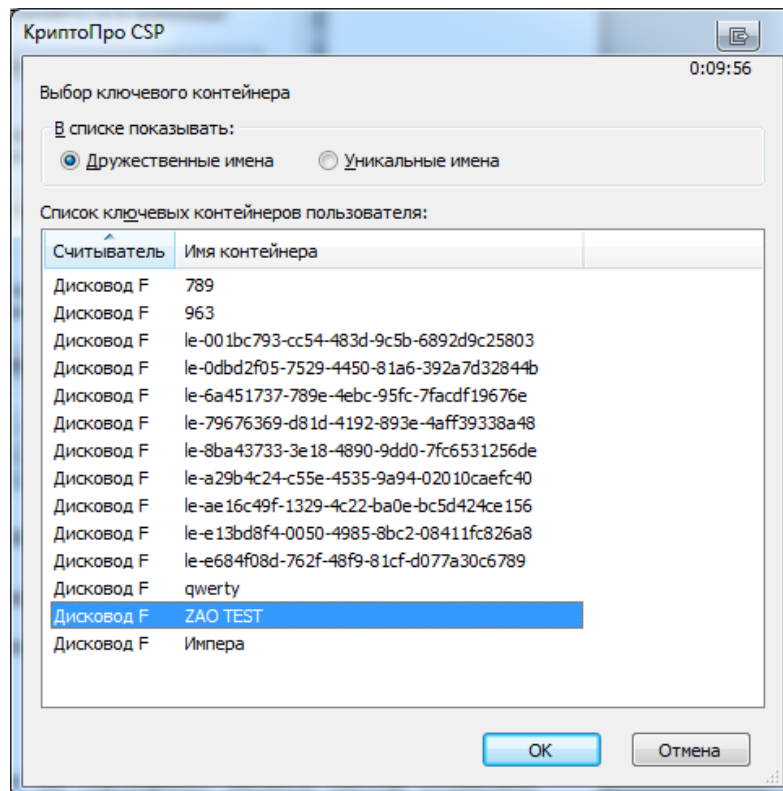 КриптоПро CSP
0:09:56
Выбор ключевого контейнера
В списке показывать:
Дружественные имена Уникальные имена
Список ключевых контейнеров пользователя:
Считыватель Имя контейнера
Дисковод F 789
Дисковод F 963
Дисковод F le-001bc793-cc54-483d-9c5b-6892d9c25803
Дисковод F le-0dbd2f05-7529-4450-81a6-392a7d32844b
Дисковод F le-6a451737-789e-4ebc-95fc-7facdf19676e
Дисковод F le-79676369-d81d-4192-893e-4aff39338a48
Дисковод F le-8ba43733-3e18-4890-9dd0-7fc6531256de
Дисковод F le-a29b4c24-c55e-4535-9a94-02010caefc40
Дисковод F le-ae16c49f-1329-4c22-ba0e-bc5d424ce156
Дисковод F le-e13bd8f4-0050-4985-8bc2-08411fc826a8
Дисковод F le-e684f08d-762f-48f9-81cf-d077a30c6789
Дисковод F qwerty
Дисковод F ZAO TEST
Дисковод F Импера
OK Отмена